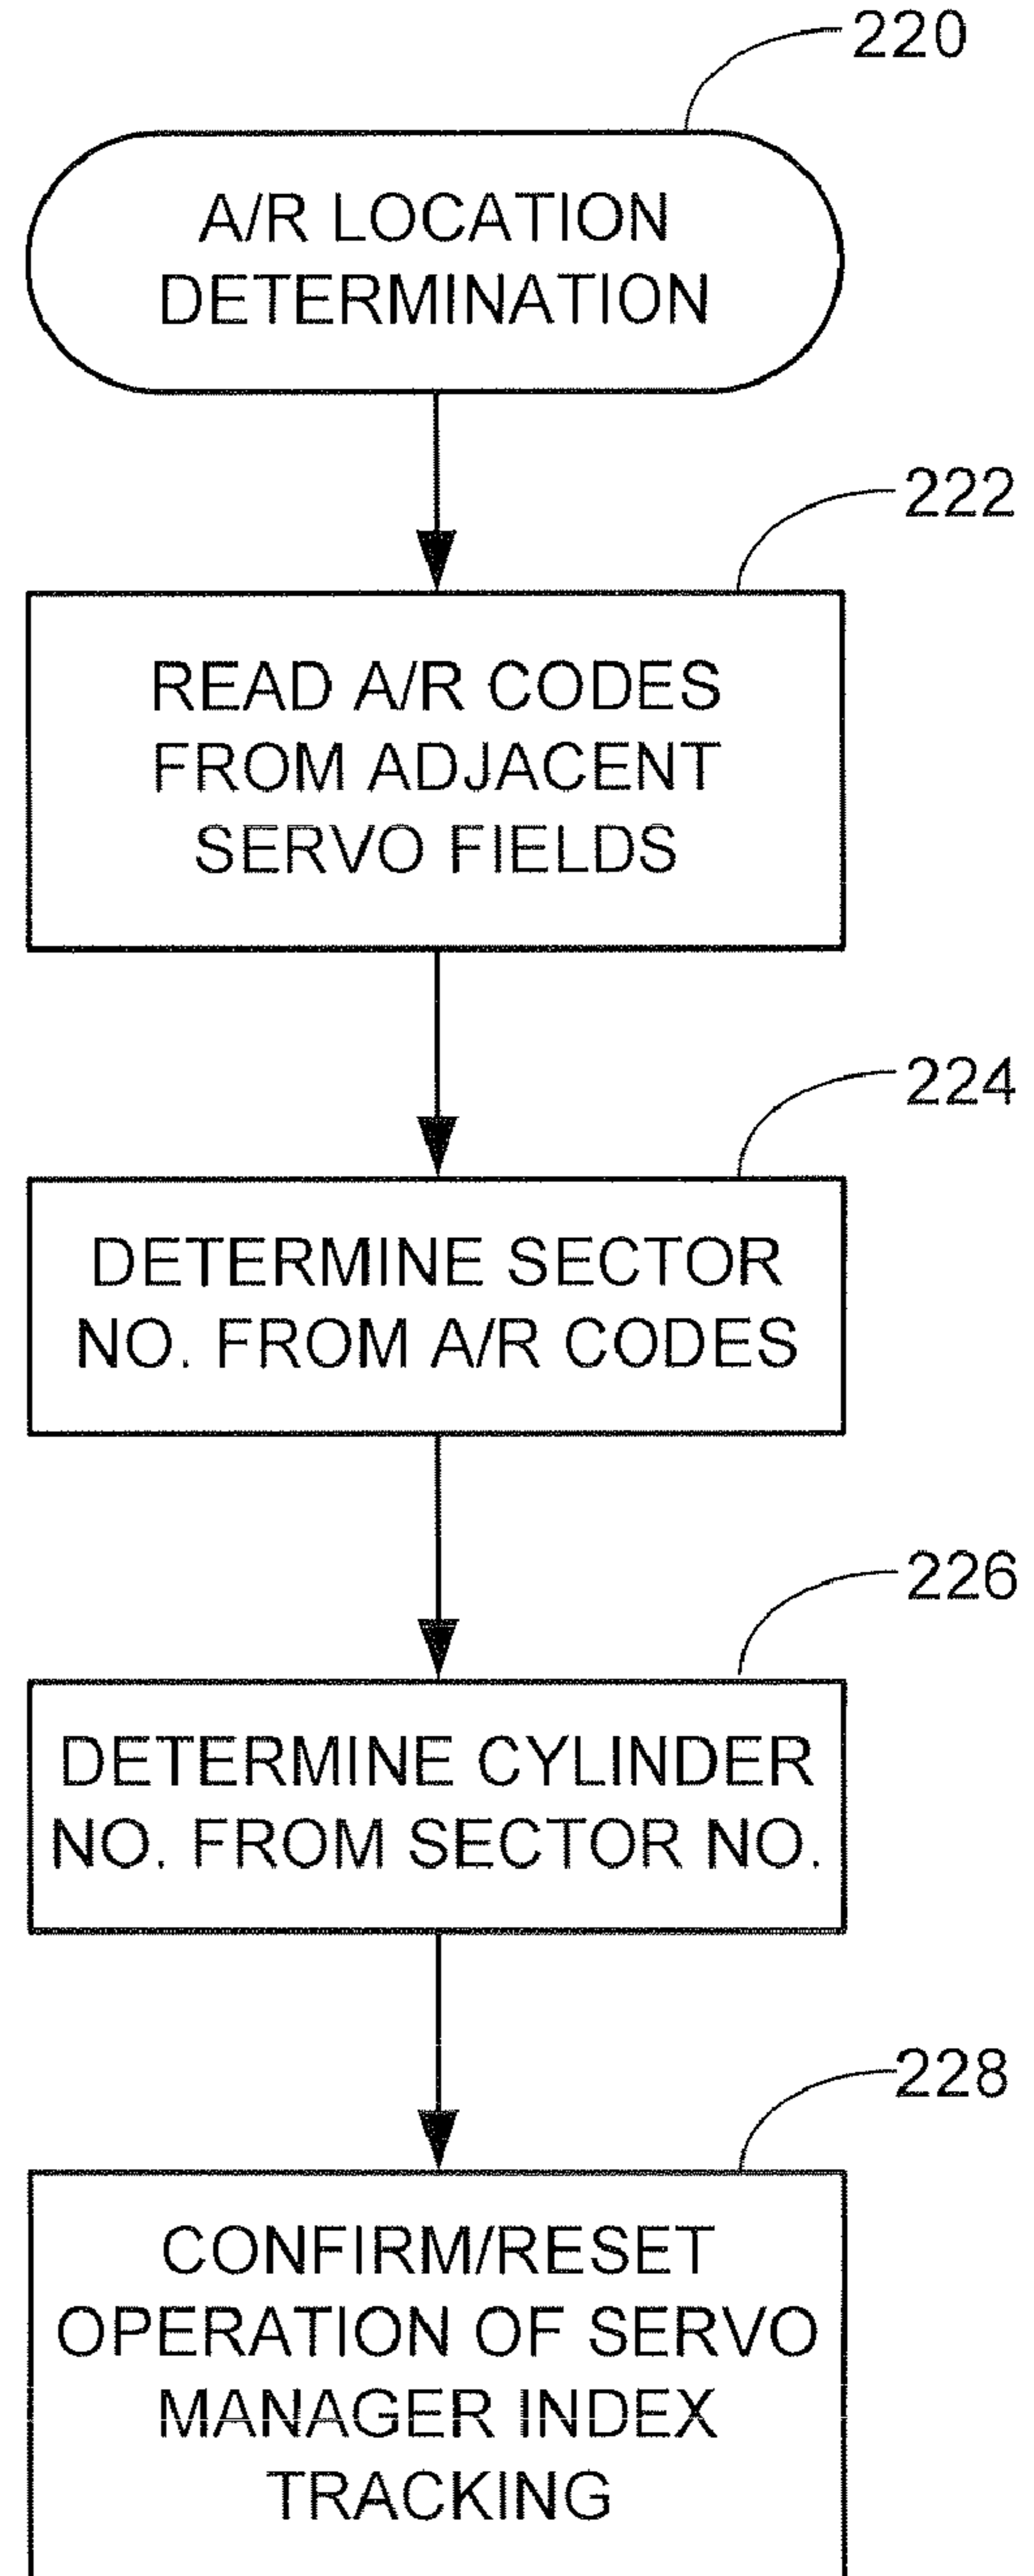 220
A/R LOCATION
DETERMINATION
222
READ A/R CODES
FROM ADJACENT
SERVO FIELDS
224
DETERMINE SECTOR
NO. FROM A/R CODES
226
DETERMINE CYLINDER
NO. FROM SECTOR NO.
228
CONFIRM/RESET
OPERATION OF SERVO
MANAGER INDEX
TRACKING